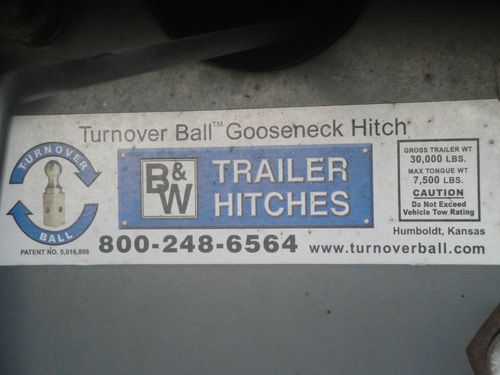 Turnover Ball™ Gooseneck Hitch
TURNOVER
BALL
PATENT NO. 5,016,898
B&W
TRAILER
HITCHES
GROSS TRAILER WT
30,000 LBS.
MAX TONGUE WT
7,500 LBS.
CAUTION
Do Not Exceed
Vehicle Tow Rating
Humboldt, Kansas
800-248-6564 www.turnoverball.com